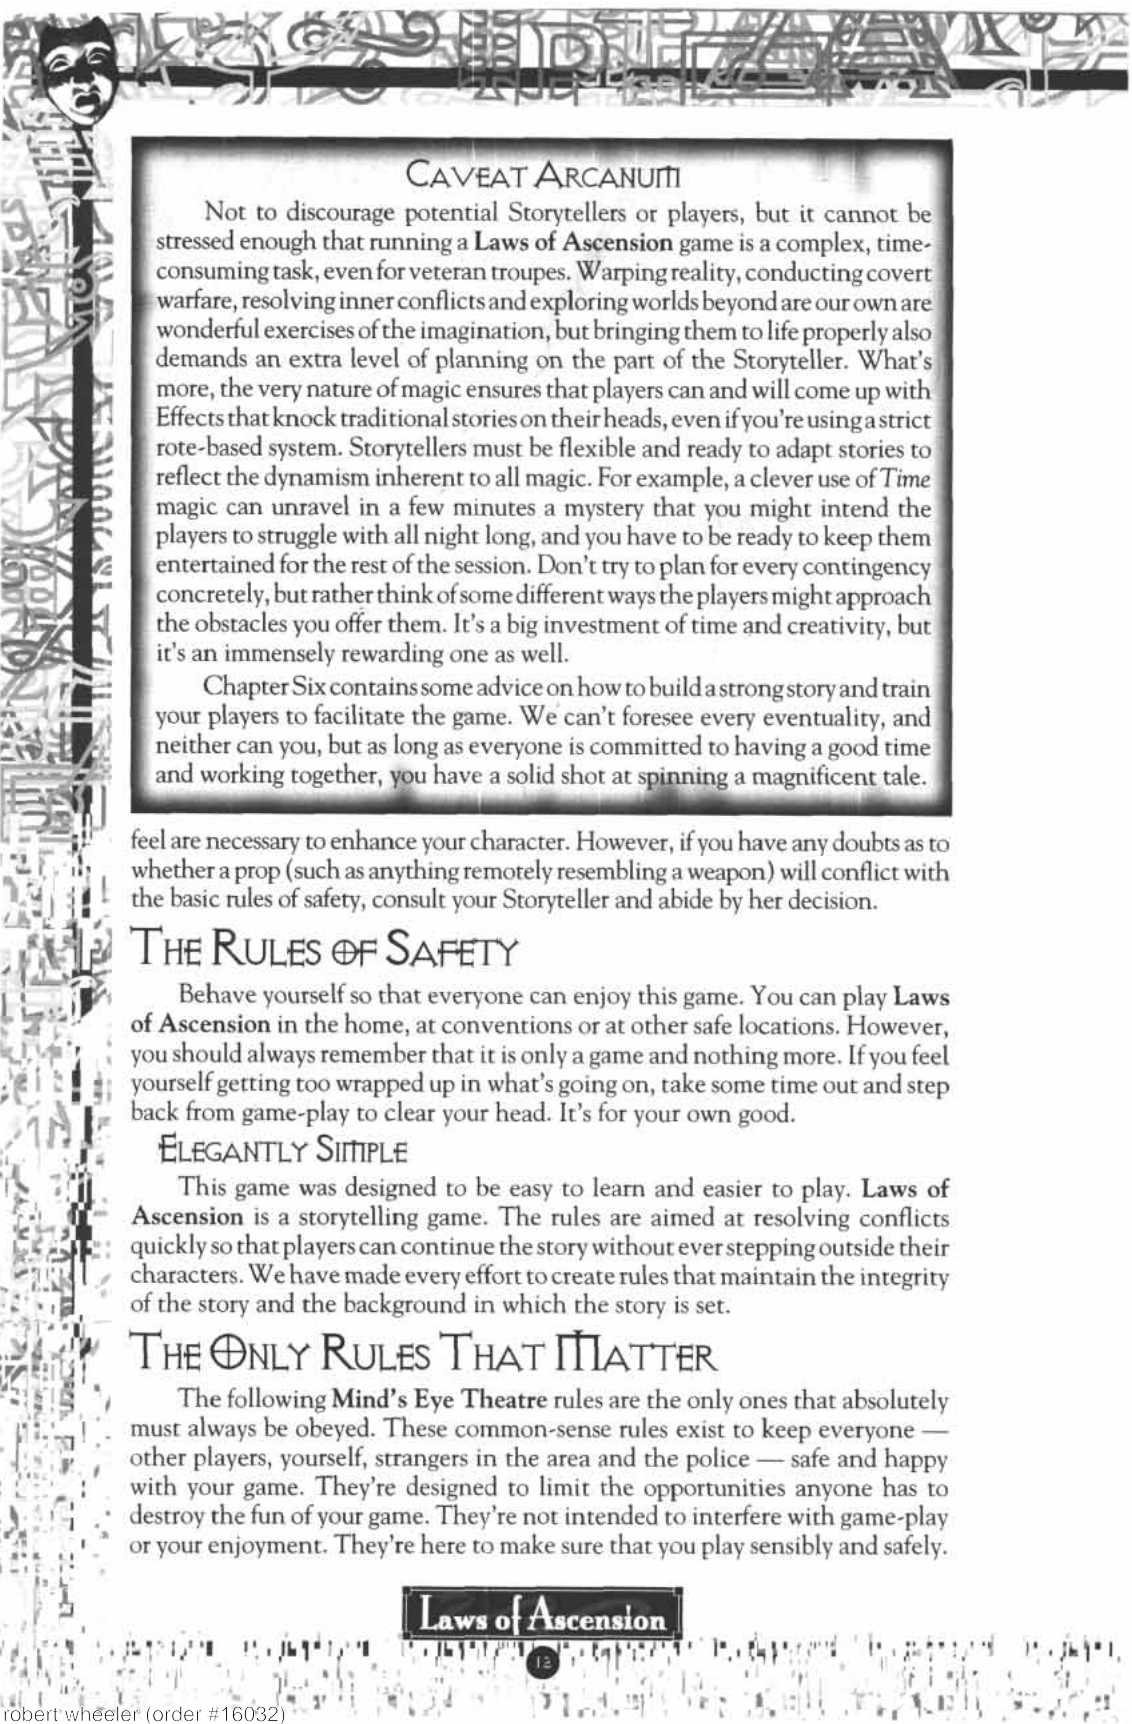 CAVEAT ARCANUM
Not to discourage potential Storytellers or players, but it cannot be
stressed enough that running a Laws of Ascension game is a complex, time-
consuming task, even for veteran troupes. Warping reality, conducting covert
warfare, resolving inner conflicts and exploring worlds beyond are our own are
wonderful exercises of the imagination, but bringing them to life properly also
demands an extra level of planning on the part of the Storyteller. What's
more, the very nature of magic ensures that players can and will come up with
Effects that knock traditional stories on their heads, even if you're using a strict
rote-based system. Storytellers must be flexible and ready to adapt stories to
reflect the dynamism inherent to all magic. For example, a clever use of Time
magic can unravel in a few minutes a mystery that you might intend the
players to struggle with all night long, and you have to be ready to keep them
entertained for the rest of the session. Don't try to plan for every contingency
concretely, but rather think of some different ways the players might approach
the obstacles you offer them. It's a big investment of time and creativity, but
it's an immensely rewarding one as well.
Chapter Six contains some advice on how to build a strong story and train
your players to facilitate the game. We can't foresee every eventuality, and
neither can you, but as long as everyone is committed to having a good time
and working together, you have a solid shot at spinning a magnificent tale.
feel are necessary to enhance your character. However, if you have any doubts as to
whether a prop (such as anything remotely resembling a weapon) will conflict with
the basic rules of safety, consult your Storyteller and abide by her decision.
THE RULES OF SAFETY
Behave yourself so that everyone can enjoy this game. You can play Laws
of Ascension in the home, at conventions or at other safe locations. However,
you should always remember that it is only a game and nothing more. If you feel
yourself getting too wrapped up in what's going on, take some time out and step
back from game-play to clear your head. It's for your own good.
ELEGANTLY SIMPLE
This game was designed to be easy to learn and easier to play. Laws of
Ascension is a storytelling game. The rules are aimed at resolving conflicts
quickly so that players can continue the story without ever stepping outside their
characters. We have made every effort to create rules that maintain the integrity
of the story and the background in which the story is set.
THE ONLY RULES THAT MATTER
The following Mind's Eye Theatre rules are the only ones that absolutely
must always be obeyed. These common-sense rules exist to keep everyone —
other players, yourself, strangers in the area and the police — safe and happy
with your game. They're designed to limit the opportunities anyone has to
destroy the fun of your game. They're not intended to interfere with game-play
or your enjoyment. They're here to make sure that you play sensibly and safely.
Laws of Ascension
12
robert wheeler (order #16032)